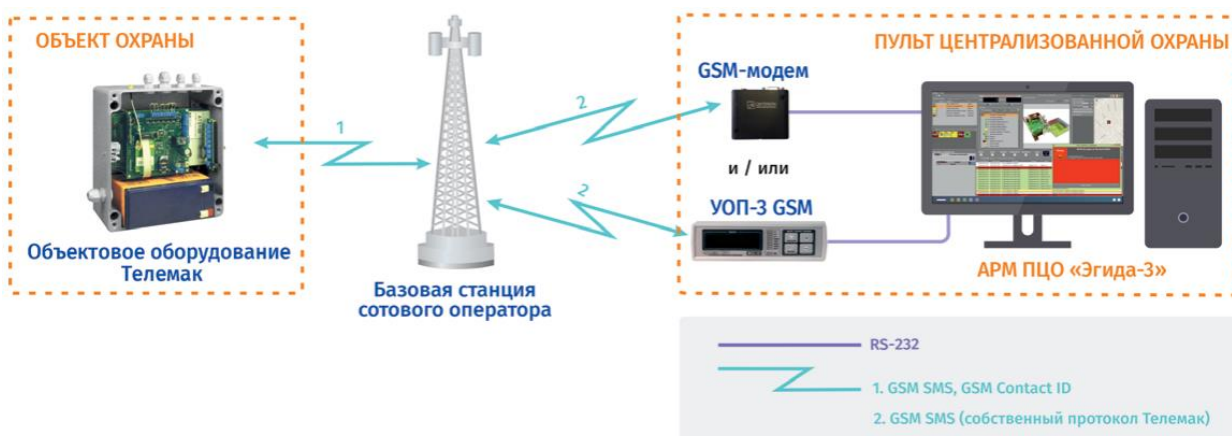 ОБЪЕКТ ОХРАНЫ
ПУЛЬТ ЦЕНТРАЛИЗОВАННОЙ ОХРАНЫ
GSM-модем
1
2
и / или
УОП-3 GSM
2
Объектовое оборудование
Телемак
Базовая станция
сотового оператора
АРМ ПЦО «Эгида-3»
RS-232
1. GSM SMS, GSM Contact ID
2. GSM SMS (собственный протокол Телемак)